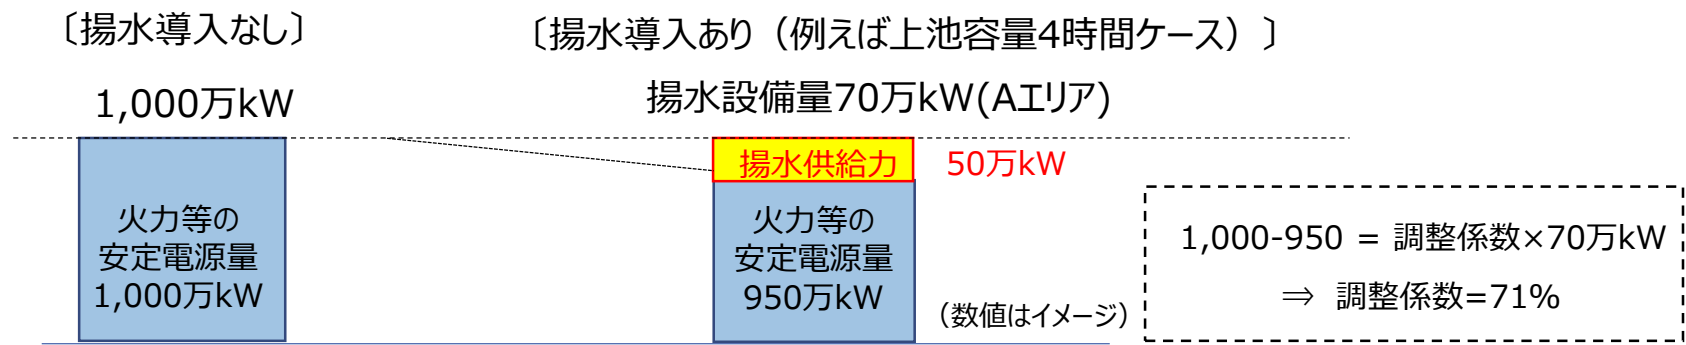 〔揚水導入なし〕
1,000万kW
火力等の
安定電源量
1,000万kW
〔揚水導入あり（例えば上池容量4時間ケース）〕
揚水設備量70万kW(Aエリア)
揚水供給力
50万kW
火力等の
安定電源量
950万kW
（数値はイメージ）
1,000-950 = 調整係数×70万kW
⇒ 調整係数=71%